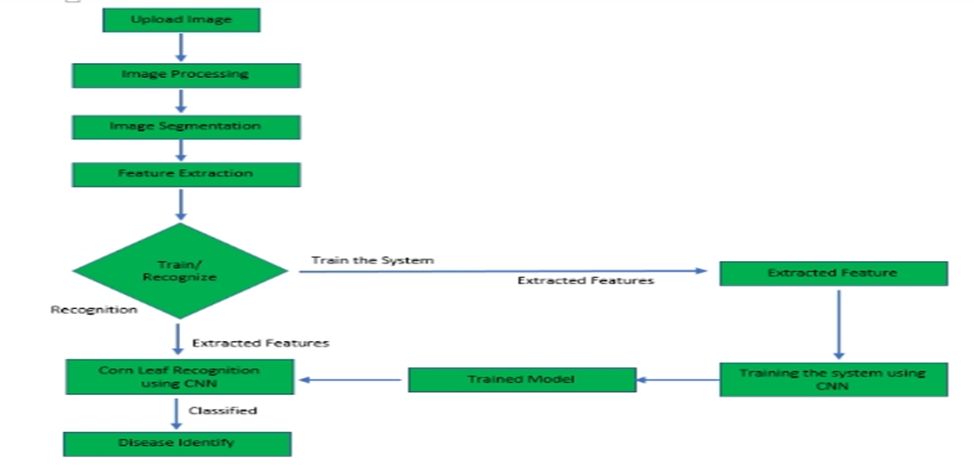 Upload Image
Image Processing
Image Segmentation
Feature Extraction
Train/
Recognize
Train the System
Extracted Features
Extracted Feature
Recognition
Extracted Features
Corn Leaf Recognition
using CNN
Trained Model
Training the system using
CNN
Classified
Disease Identify